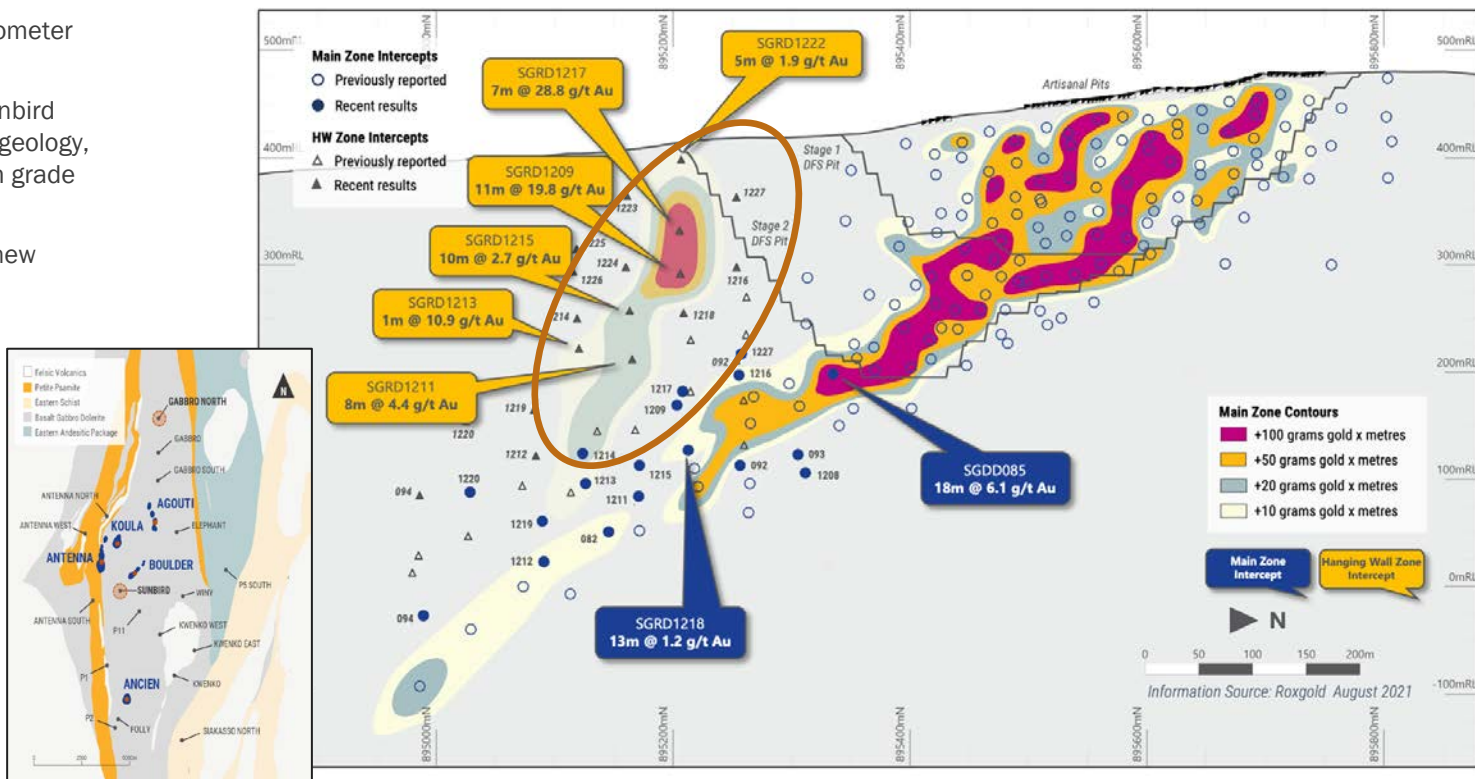 ometer
nbird
geology,
n grade
new
500mRL
400mRL
300mRL
895200mN
895400mN
895600mN
895800mN
500mRL
400mRL
300mRL
200mRL
100mRL
0mRL
-100mRL
Main Zone Intercepts
Previously reported
Recent results
HW Zone Intercepts
Previously reported
Recent results
SGRD1222
5m @ 1.9 g/t Au
SGRD1217
7m @ 28.8 g/t Au
SGRD1209
11m @ 19.8 g/t Au
SGRD1215
10m @ 2.7 g/t Au
SGRD1213
1m @ 10.9 g/t Au
SGRD1211
8m @ 4.4 g/t Au
Artisanal Pits
Stage 1
DFS Pit
Stage 2
DFS Pit
1223
1227
1225
1224
1226
1216
1214
1218
1227
092
1216
1217
1209
1219
1220
1212
1214
1215
1213
1211
1220
094
1219
082
1212
094
092
093
1208
SGDD085
18m @ 6.1 g/t Au
SGRD1218
13m @ 1.2 g/t Au
Main Zone Contours
+100 grams gold x metres
+50 grams gold x metres
+20 grams gold x metres
+10 grams gold x metres
Main Zone
Intercept
Hanging Wall Zone
Intercept
N
0 50 100 150 200m
Information Source: Roxgold August 2021
895000mN
895200mN
895400mN
895600mN
895800mN
Felsic Volcanics
Pelite Psamite
Eastern Schist
Basalt Gabbro Dolerite
Eastern Andesitic Package
N
GABBRO NORTH
GABBRO
GABBRO SOUTH
ANTENNA NORTH
AGOUTI
ANTENNA WEST
KOULA
ELEPHANT
ANTENNA
BOULDER
P5 SOUTH
SUNBIRD
WINY
ANTENNA SOUTH
P11
KWENKO WEST
KWENKO EAST
P1
KWENKO
ANCIEN
P2
FOLLY
SIAKASSO NORTH